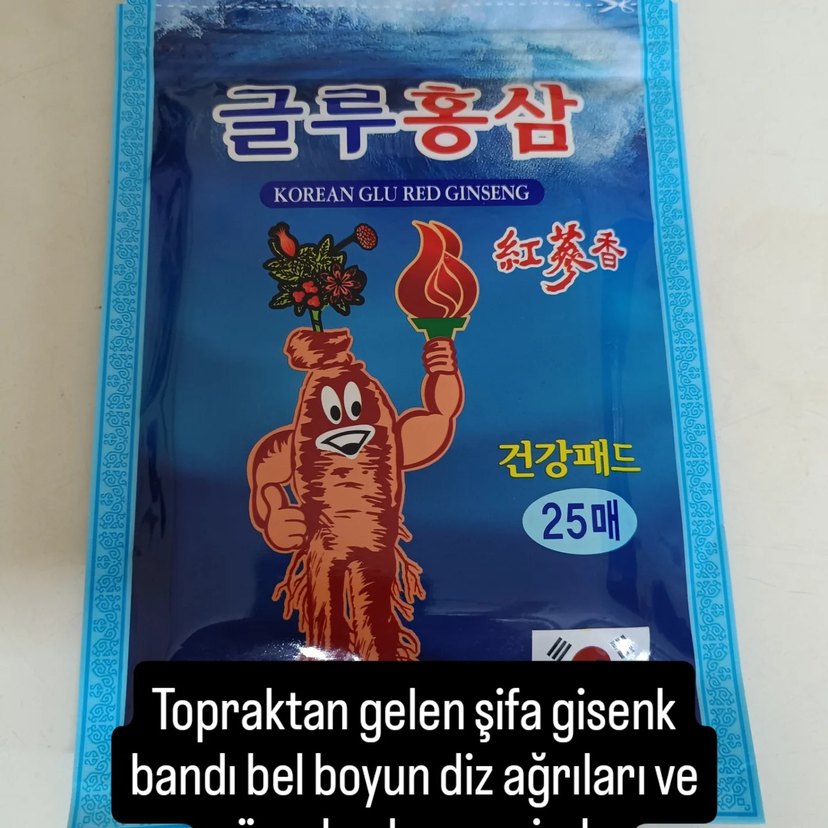 글루홍삼
KOREAN GLU RED GINSENG
紅蔘香
건강패드
25매
Topraktan gelen şifa gisenk
bandı bel boyun diz ağrıları ve